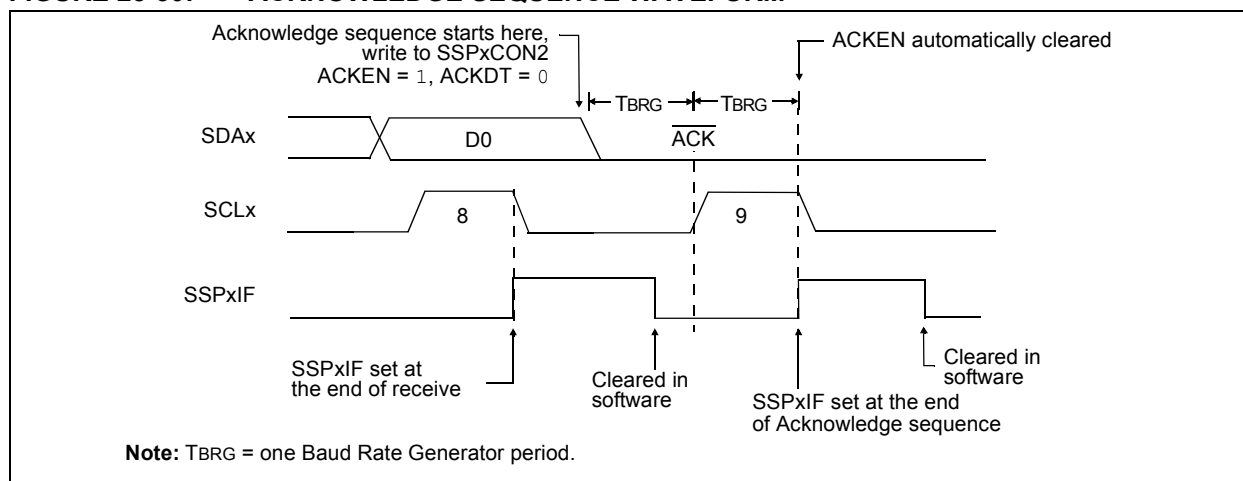 Acknowledge sequence starts here,
write to SSPxCON2
ACKEN = 1, ACKDT = 0
ACKEN automatically cleared
TBRG
TBRG
SDAx
D0
ACK
SCLx
8
9
SSPxIF
SSPxIF set at
the end of receive
Cleared in
software
SSPxIF set at the end
of Acknowledge sequence
Cleared in
software
Note: TBRG = one Baud Rate Generator period.